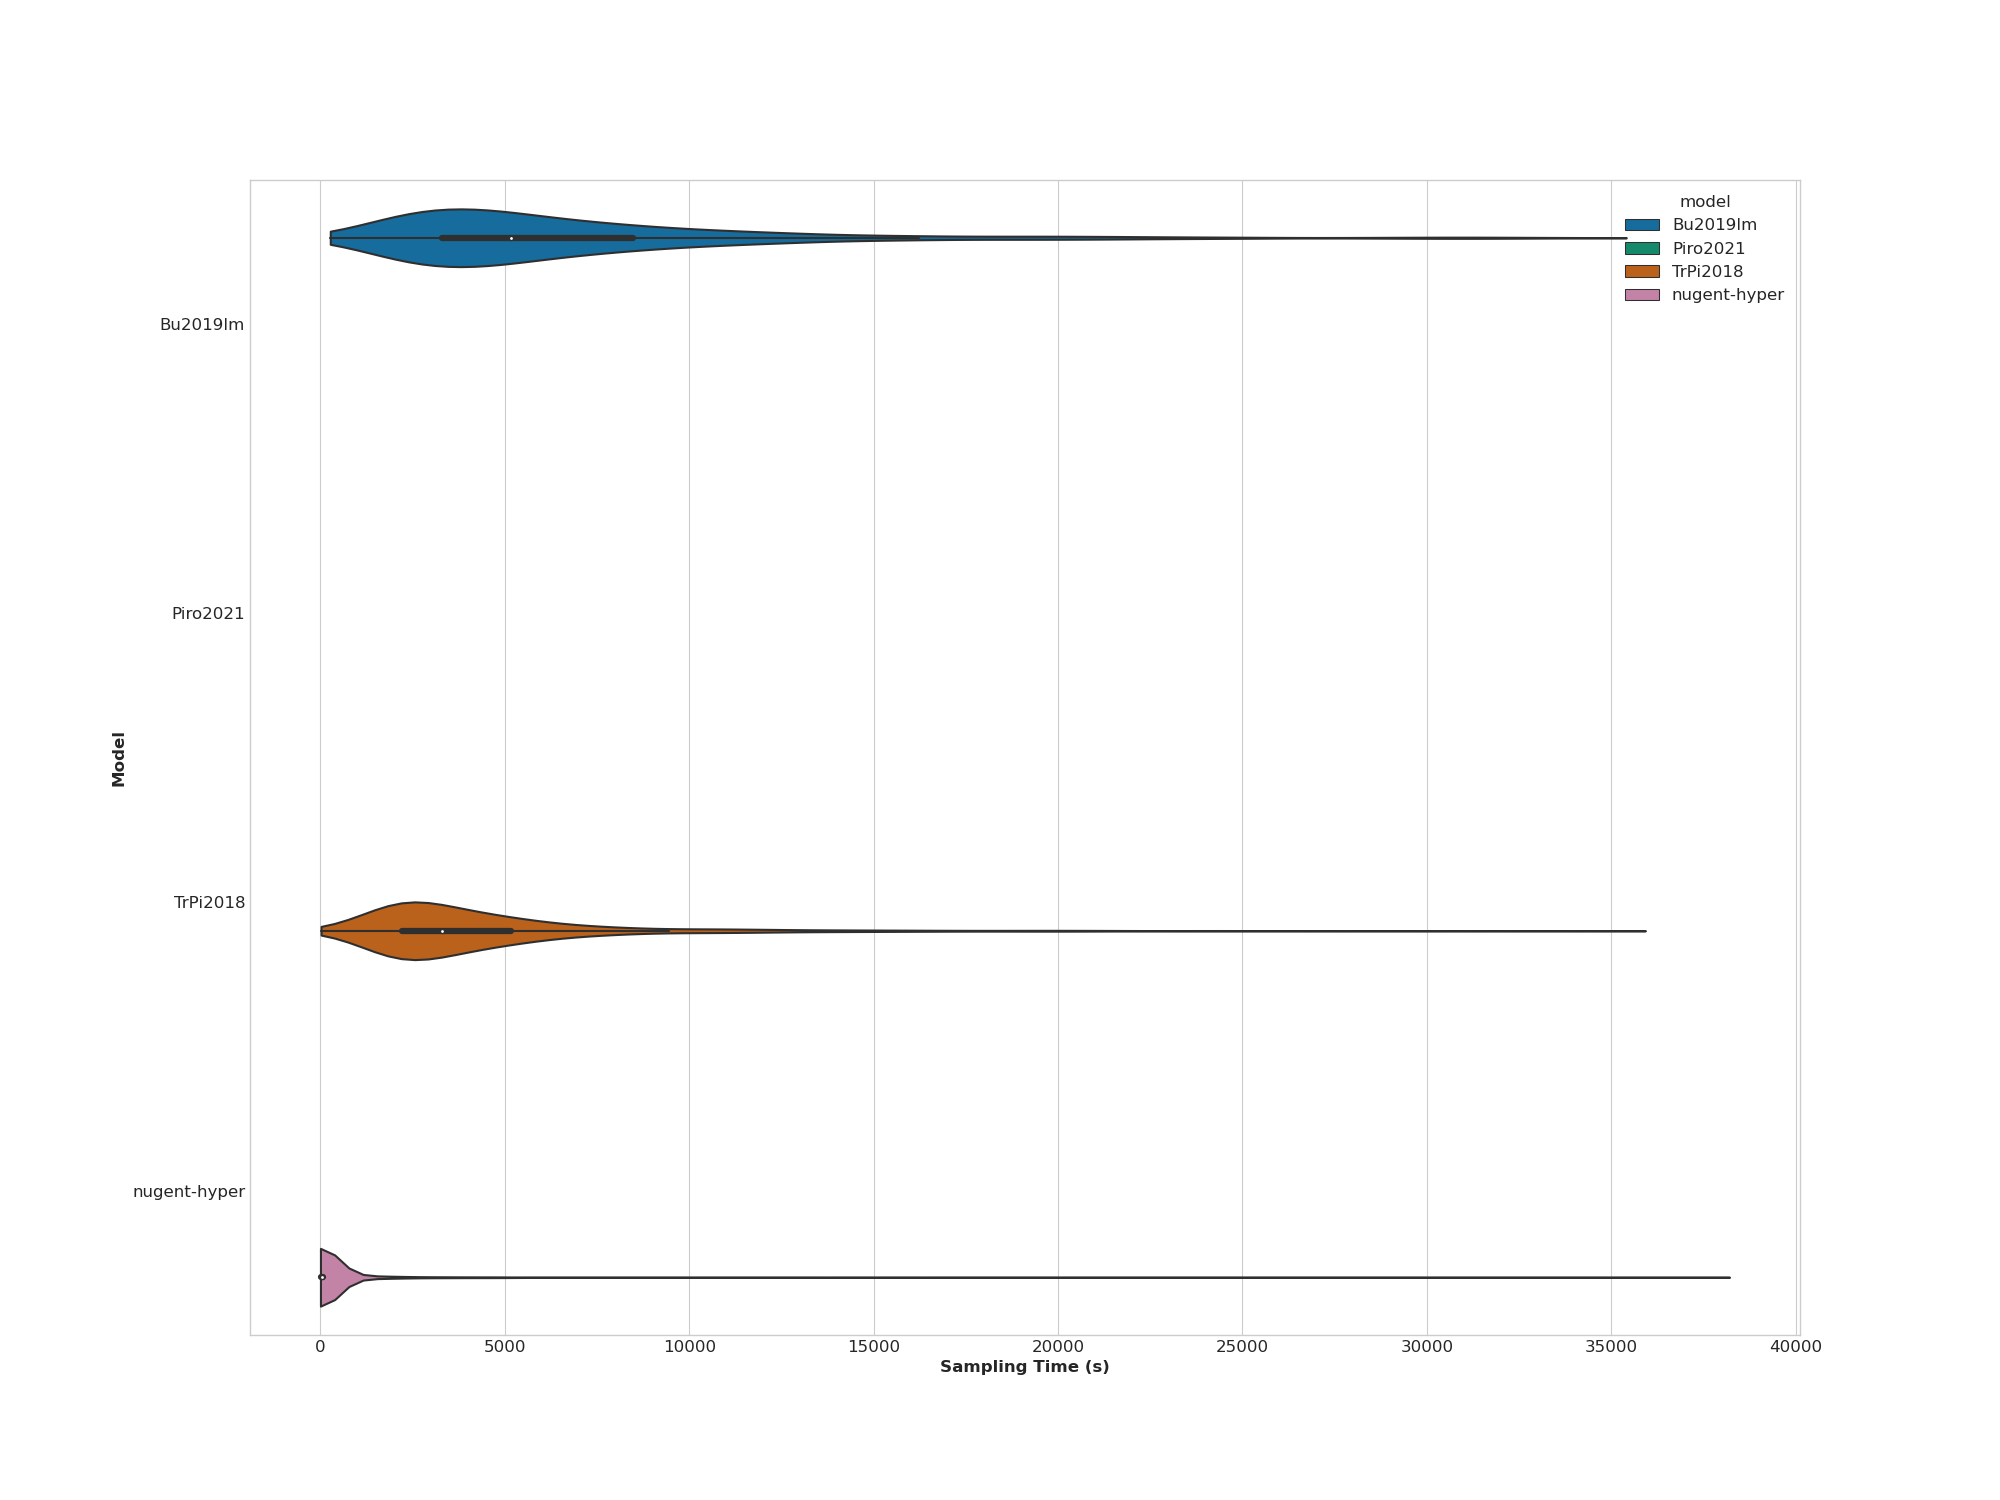 model
Bu2019lm
Piro2021
TrPi2018
nugent-hyper
Bu2019lm
Piro2021
TrPi2018
nugent-hyper
Model
0 5000 10000 15000 20000 25000 30000 35000 40000
Sampling Time (s)